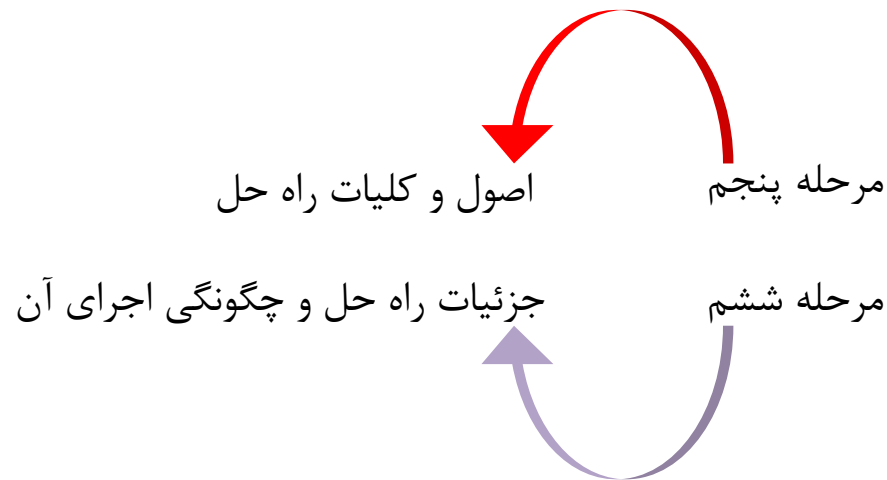 مرحله پنجم
اصول و کلیات راه حل
مرحله ششم
جزئیات راه حل و چگونگی اجرای آن